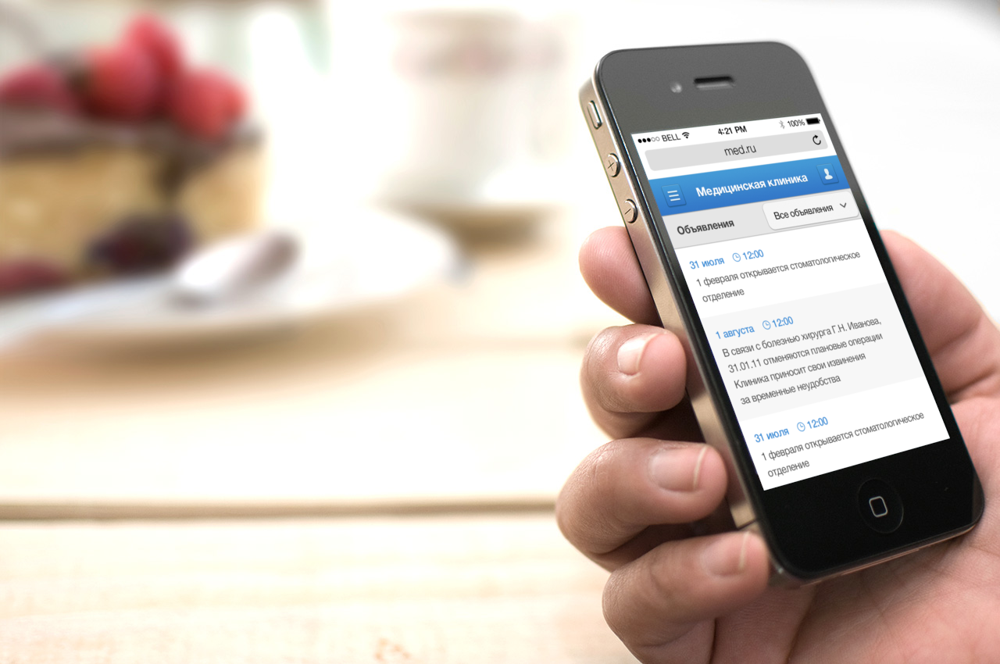 BELL 4:21 PM 100%
med.ru
Медицинская клиника
Объявления Все объявления
31 июля 12:00
1 февраля открывается стоматологическое
отделение
1 августа 12:00
В связи с болезнью хирурга Г.Н. Иванова,
31.01.11 отменяются плановые операции
Клиника приносит свои извинения
за временные неудобства
31 июля 12:00
1 февраля открывается стоматологическое
отделение